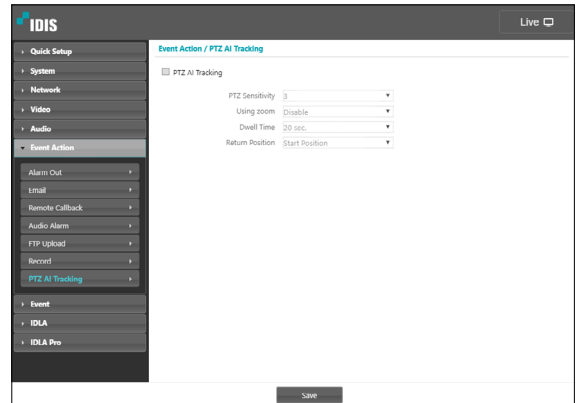 IDIS
Live
Quick Setup
System
Network
Video
Audio
Event Action
Alarm Out
Email
Remote Callback
Audio Alarm
FTP Upload
Record
PTZ AI Tracking
Event
IDLA
IDLA Pro
Event Action / PTZ AI Tracking
PTZ AI Tracking
PTZ Sensitivity 3
Using zoom Disable
Dwell Time 20 sec.
Return Position Start Position
Save